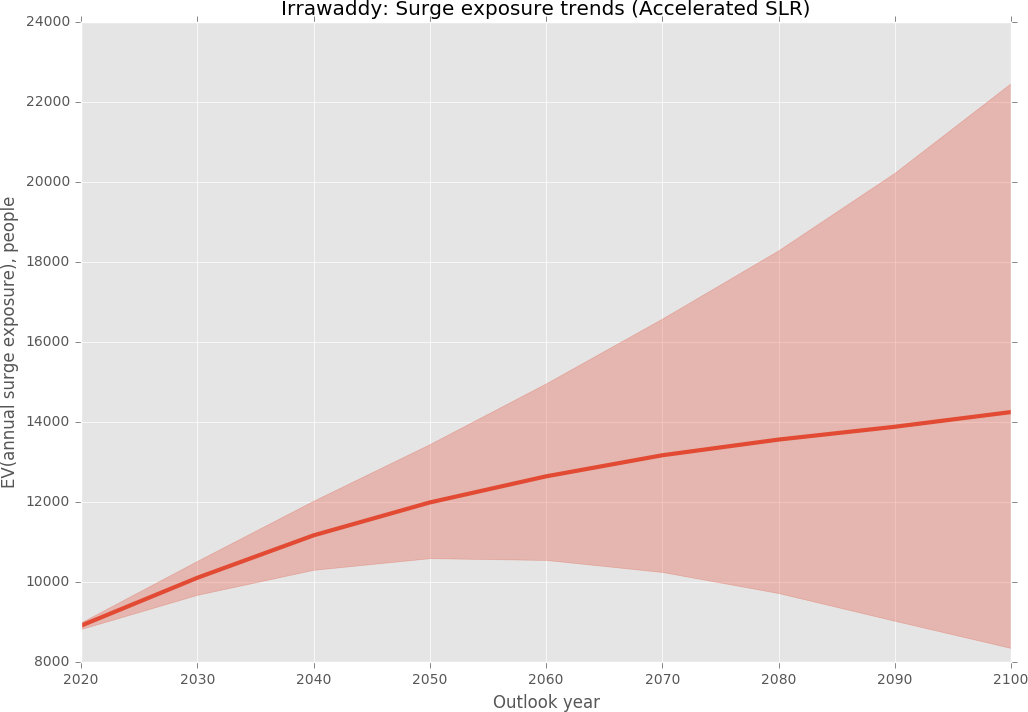 Irrawaddy: Surge exposure trends (Accelerated SLR)
EV(annual surge exposure), people
24000
22000
20000
18000
16000
14000
12000
10000
8000
2020 2030 2040 2050 2060 2070 2080 2090 2100
Outlook year